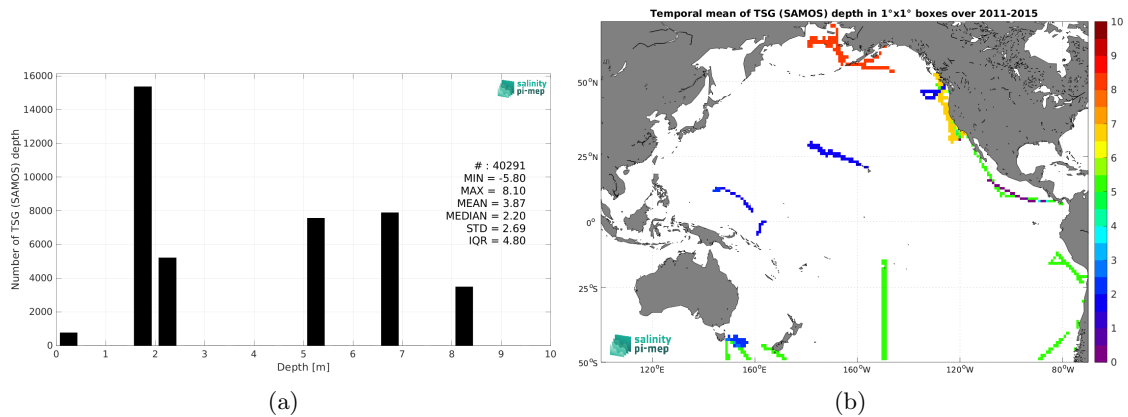 16000
14000
12000
10000
8000
6000
4000
2000
0
Number of TSG (SAMOS) depth
0 1 2 3 4 5 6 7 8 9 10
Depth [m]
salinity
pi-mep
# : 40291
MIN = -5.80
MAX = 8.10
MEAN = 3.87
MEDIAN = 2.20
STD = 2.69
IQR = 4.80
(a)
Temporal mean of TSG (SAMOS) depth in 1°x1° boxes over 2011-2015
50°N
25°N
0°
25°S
50°S
120°E 160°E 160°W 120°W 80°W
salinity
pi-mep
10
9
8
7
6
5
4
3
2
1
0
(b)